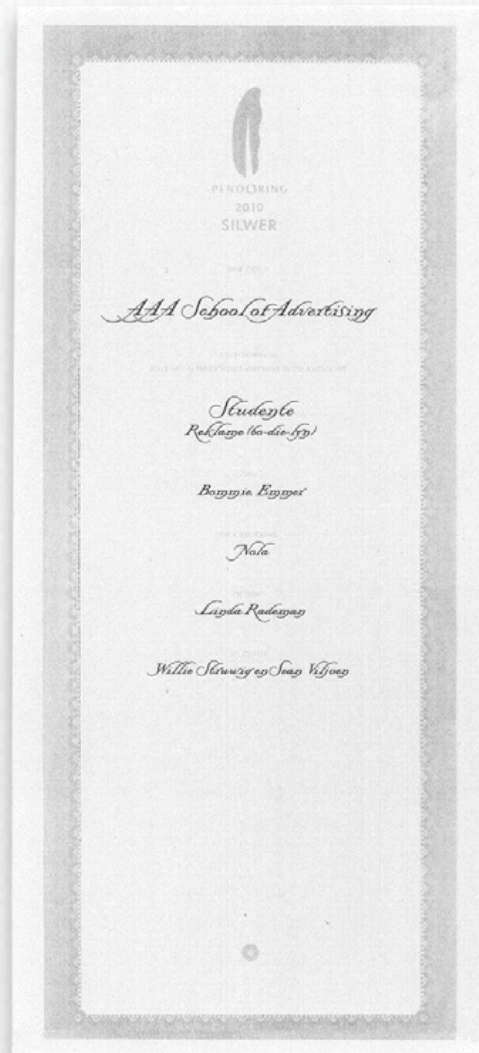 PENDORING
2010
SILWER
AAA School of Advertising
Studente
Reklame (bo-die-lyn)
Bommie Emmer
Nola
Linda Rademan
Willie Struwig en Sean Viljoen